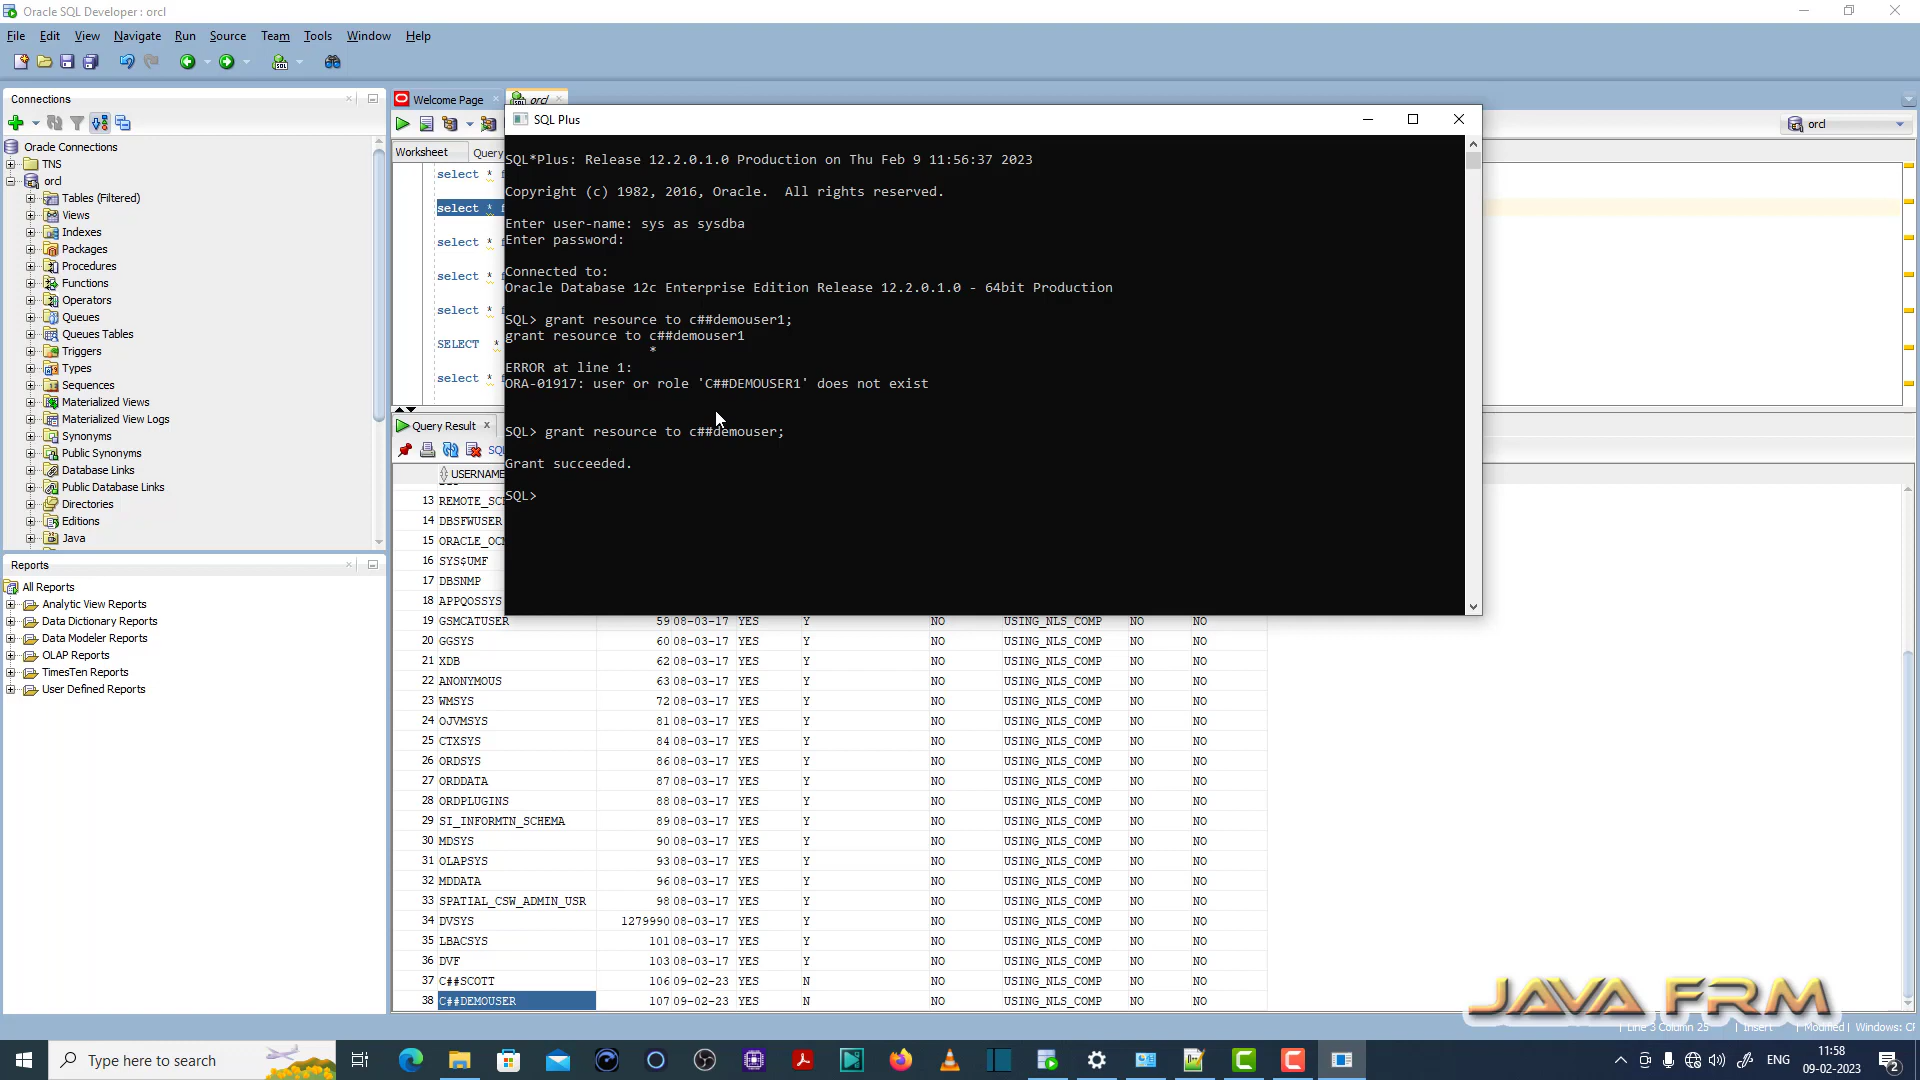 Oracle SQL Developer : orcl
File Edit View Navigate Run Source Team Tools Window Help
Connections
Oracle Connections
TNS
orcl
Tables (Filtered)
Views
Indexes
Packages
Procedures
Functions
Operators
Queues
Queues Tables
Triggers
Types
Sequences
Materialized Views
Materialized View Logs
Synonyms
Public Synonyms
Database Links
Public Database Links
Directories
Editions
Java
Reports
All Reports
Analytic View Reports
Data Dictionary Reports
Data Modeler Reports
OLAP Reports
TimesTen Reports
User Defined Reports
Welcome Page
orcl
orcl
Worksheet Query
select *
select *
select *
select *
select *
SELECT *
select *
SQL Plus
SQL*Plus: Release 12.2.0.1.0 Production on Thu Feb 9 11:56:37 2023
Copyright (c) 1982, 2016, Oracle.  All rights reserved.
Enter user-name: sys as sysdba
Enter password:
Connected to:
Oracle Database 12c Enterprise Edition Release 12.2.0.1.0 - 64bit Production
SQL> grant resource to c##demouser1;
grant resource to c##demouser1
*
ERROR at line 1:
ORA-01917: user or role 'C##DEMOUSER1' does not exist
SQL> grant resource to c##demouser;
Grant succeeded.
SQL>
Query Result
USERNAME
13 REMOTE_SC
14 DBSFWUSER
15 ORACLE_OC
16 SYS$UMF
17 DBSNMP
18 APPQOSSYS
19 GSMCATUSER 59 08-03-17 YES Y NO USING_NLS_COMP NO NO
20 GGSYS 60 08-03-17 YES Y NO USING_NLS_COMP NO NO
21 XDB 62 08-03-17 YES Y NO USING_NLS_COMP NO NO
22 ANONYMOUS 63 08-03-17 YES Y NO USING_NLS_COMP NO NO
23 WMSYS 72 08-03-17 YES Y NO USING_NLS_COMP NO NO
24 OJVMSYS 81 08-03-17 YES Y NO USING_NLS_COMP NO NO
25 CTXSYS 84 08-03-17 YES Y NO USING_NLS_COMP NO NO
26 ORDSYS 86 08-03-17 YES Y NO USING_NLS_COMP NO NO
27 ORDDATA 87 08-03-17 YES Y NO USING_NLS_COMP NO NO
28 ORDPLUGINS 88 08-03-17 YES Y NO USING_NLS_COMP NO NO
29 SI_INFORMTN_SCHEMA 89 08-03-17 YES Y NO USING_NLS_COMP NO NO
30 MDSYS 90 08-03-17 YES Y NO USING_NLS_COMP NO NO
31 OLAPSYS 93 08-03-17 YES Y NO USING_NLS_COMP NO NO
32 MDDATA 96 08-03-17 YES Y NO USING_NLS_COMP NO NO
33 SPATIAL_CSW_ADMIN_USR 98 08-03-17 YES Y NO USING_NLS_COMP NO NO
34 DVSYS 1279990 08-03-17 YES Y NO USING_NLS_COMP NO NO
35 LBACSYS 101 08-03-17 YES Y NO USING_NLS_COMP NO NO
36 DVF 103 08-03-17 YES Y NO USING_NLS_COMP NO NO
37 C##SCOTT 106 09-02-23 YES N NO USING_NLS_COMP NO NO
38 C##DEMOUSER 107 09-02-23 YES N NO USING_NLS_COMP NO NO
JAVA FRM
Line 3 Column 25 Insert Modified Windows: CF
Type here to search
ENG
11:58
09-02-2023
2